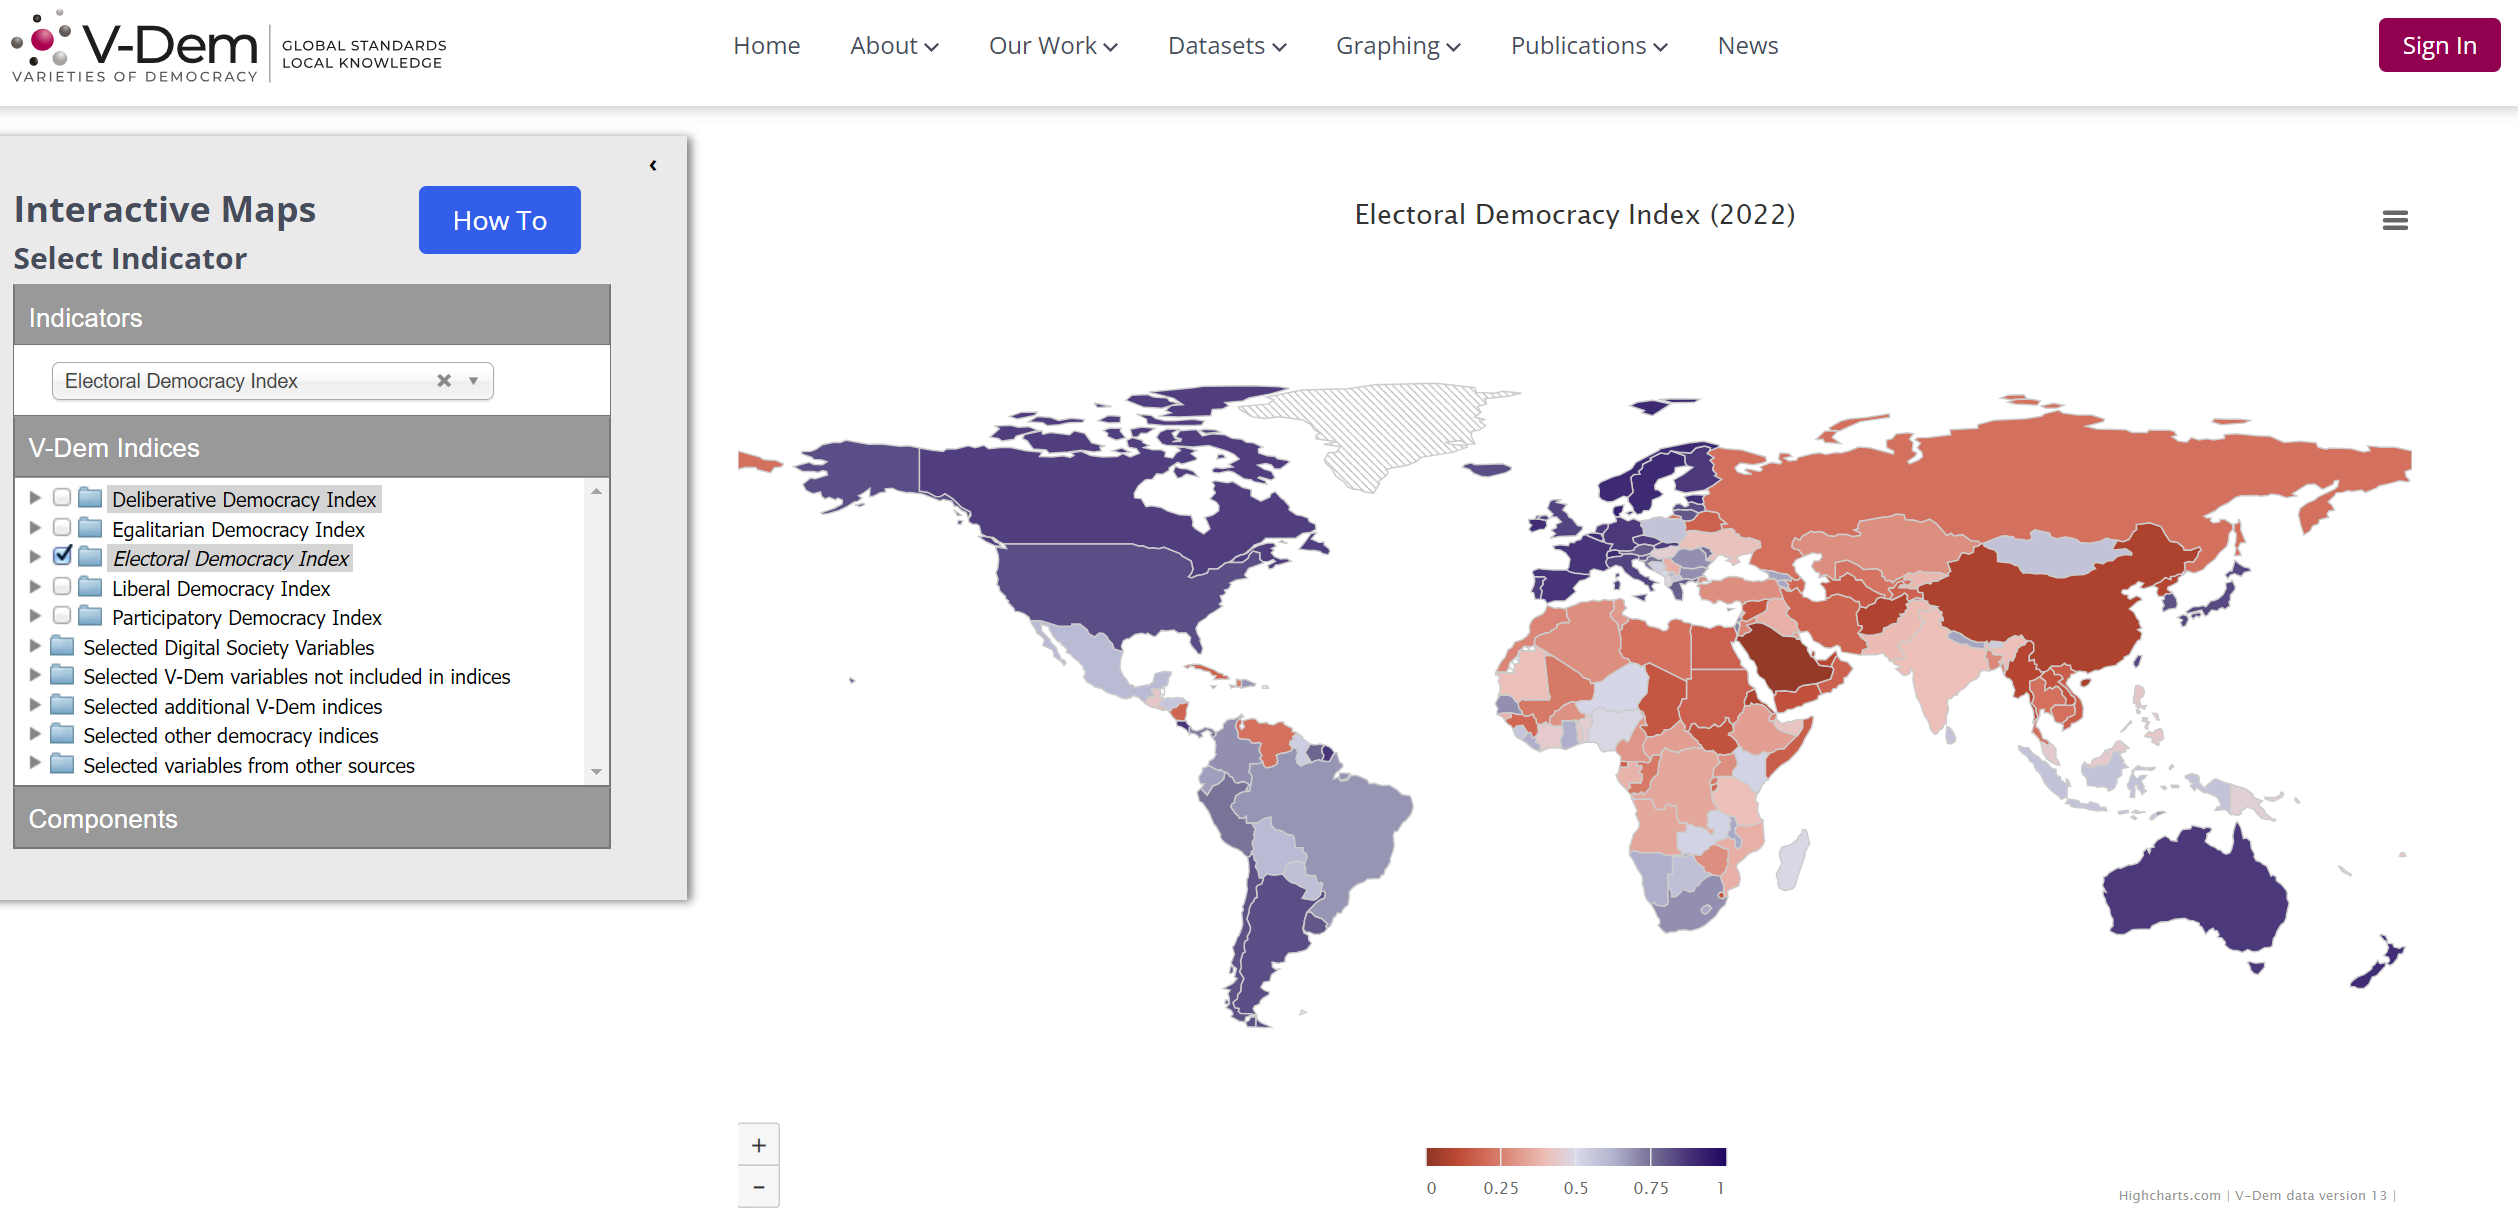 V-Dem
VARIETIES OF DEMOCRACY
GLOBAL STANDARDS
LOCAL KNOWLEDGE
Home
About
Our Work
Datasets
Graphing
Publications
News
Sign In
Interactive Maps
How To
Select Indicator
Indicators
Electoral Democracy Index
V-Dem Indices
Deliberative Democracy Index
Egalitarian Democracy Index
Electoral Democracy Index
Liberal Democracy Index
Participatory Democracy Index
Selected Digital Society Variables
Selected V-Dem variables not included in indices
Selected additional V-Dem indices
Selected other democracy indices
Selected variables from other sources
Components
Electoral Democracy Index (2022)
+
−
0 0.25 0.5 0.75 1
Highcharts.com | V-Dem data version 13 |